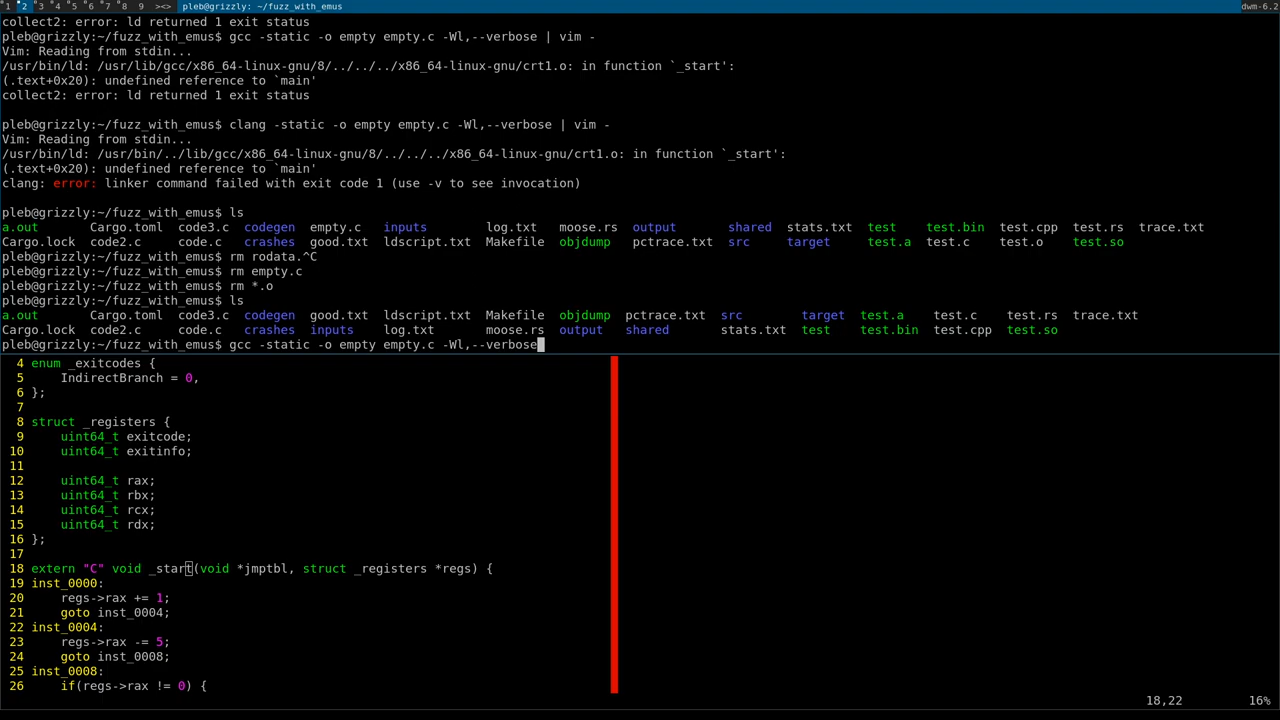 1 2 3 4 5 6 7 8 9 ><> pleb@grizzly: ~/fuzz_with_emus dwm-6.2
collect2: error: ld returned 1 exit status
pleb@grizzly:~/fuzz_with_emus$ gcc -static -o empty empty.c -Wl,--verbose | vim -
Vim: Reading from stdin...
/usr/bin/ld: /usr/lib/gcc/x86_64-linux-gnu/8/../../../x86_64-linux-gnu/crt1.o: in function `_start':
(.text+0x20): undefined reference to `main'
collect2: error: ld returned 1 exit status
pleb@grizzly:~/fuzz_with_emus$ clang -static -o empty empty.c -Wl,--verbose | vim -
Vim: Reading from stdin...
/usr/bin/ld: /usr/bin/../lib/gcc/x86_64-linux-gnu/8/../../../x86_64-linux-gnu/crt1.o: in function `_start':
(.text+0x20): undefined reference to `main'
clang: error: linker command failed with exit code 1 (use -v to see invocation)
pleb@grizzly:~/fuzz_with_emus$ ls
a.out Cargo.toml code3.c codegen empty.c inputs log.txt moose.rs output shared stats.txt test test.bin test.cpp test.rs trace.txt
Cargo.lock code2.c code.c crashes good.txt ldscript.txt Makefile objdump pctrace.txt src target test.a test.c test.o test.so
pleb@grizzly:~/fuzz_with_emus$ rm rodata.^C
pleb@grizzly:~/fuzz_with_emus$ rm empty.c
pleb@grizzly:~/fuzz_with_emus$ rm *.o
pleb@grizzly:~/fuzz_with_emus$ ls
a.out Cargo.toml code3.c codegen good.txt ldscript.txt Makefile pctrace.txt src target test.a test.c test.rs trace.txt
Cargo.lock code2.c code.c crashes inputs log.txt moose.rs output shared stats.txt test test.bin test.cpp test.so
pleb@grizzly:~/fuzz_with_emus$ gcc -static -o empty empty.c -Wl,--verbose
4 enum _exitcodes {
5 IndirectBranch = 0,
6 };
7
8 struct _registers {
9 uint64_t exitcode;
10 uint64_t exitinfo;
11
12 uint64_t rax;
13 uint64_t rbx;
14 uint64_t rcx;
15 uint64_t rdx;
16 };
17
18 extern "C" void _start(void *jmptbl, struct _registers *regs) {
19 inst_0000:
20 regs->rax += 1;
21 goto inst_0004;
22 inst_0004:
23 regs->rax -= 5;
24 goto inst_0008;
25 inst_0008:
26 if(regs->rax != 0) {
18,22 16%